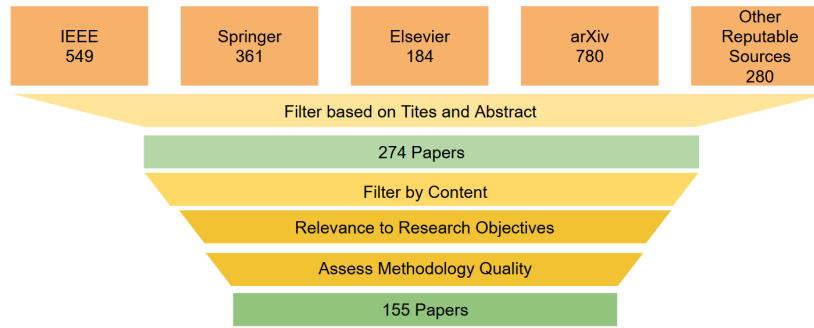 IEEE
549
Springer
361
Elsevier
184
arXiv
780
Other
Reputable
Sources
280
Filter based on Tites and Abstract
274 Papers
Filter by Content
Relevance to Research Objectives
Assess Methodology Quality
155 Papers